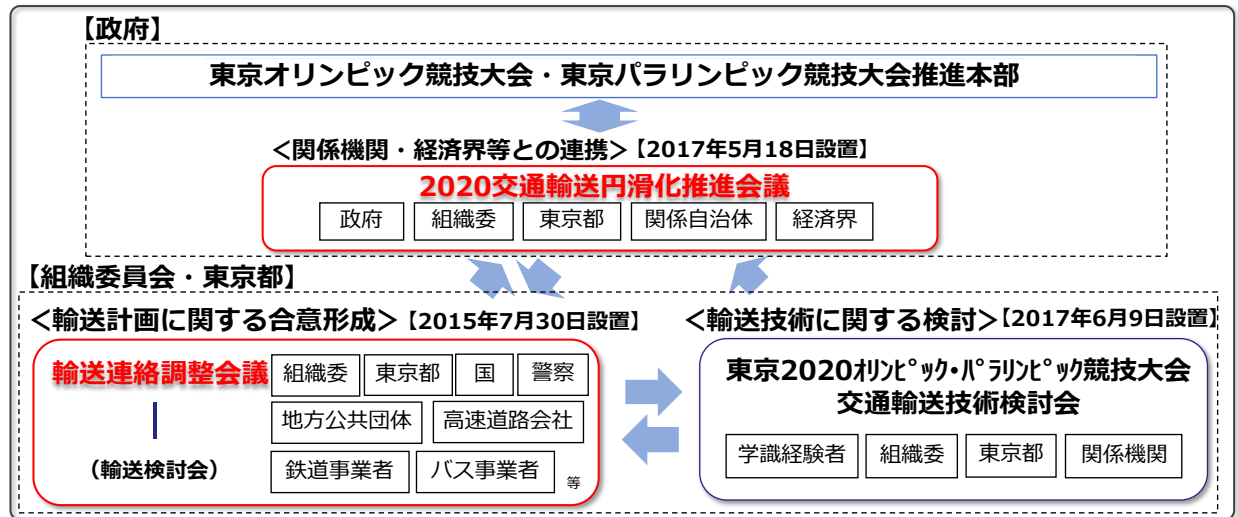 【政府】
東京オリンピック競技大会・東京パラリンピック競技大会推進本部
＜関係機関・経済界等との連携＞【2017年5月18日設置】
2020交通輸送円滑化推進会議
政府 組織委 東京都 関係自治体 経済界
【組織委員会・東京都】
＜輸送計画に関する合意形成＞【2015年7月30日設置】
輸送連絡調整会議 組織委 東京都 国 警察
地方公共団体 高速道路会社
（輸送検討会） 鉄道事業者 バス事業者 等
＜輸送技術に関する検討＞【2017年6月9日設置】
東京2020ｵﾘﾝﾋﾟｯｸ・ﾊﾟﾗﾘﾝﾋﾟｯｸ競技大会
交通輸送技術検討会
学識経験者 組織委 東京都 関係機関